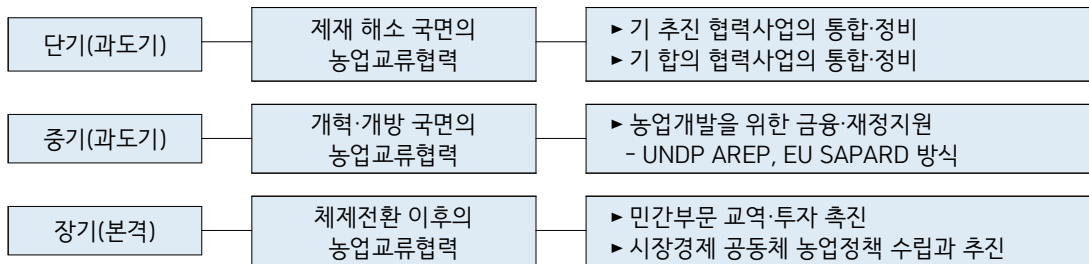 단기(과도기)
제재 해소 국면의
농업교류협력
► 기 추진 협력사업의 통합·정비
► 기 합의 협력사업의 통합·정비
중기(과도기)
개혁·개방 국면의
농업교류협력
► 농업개발을 위한 금융·재정지원
- UNDP AREP, EU SAPARD 방식
장기(본격)
체제전환 이후의
농업교류협력
► 민간부문 교역·투자 촉진
► 시장경제 공동체 농업정책 수립과 추진